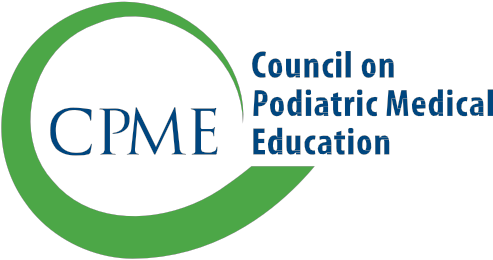 CPME
Council on
Podiatric Medical
Education